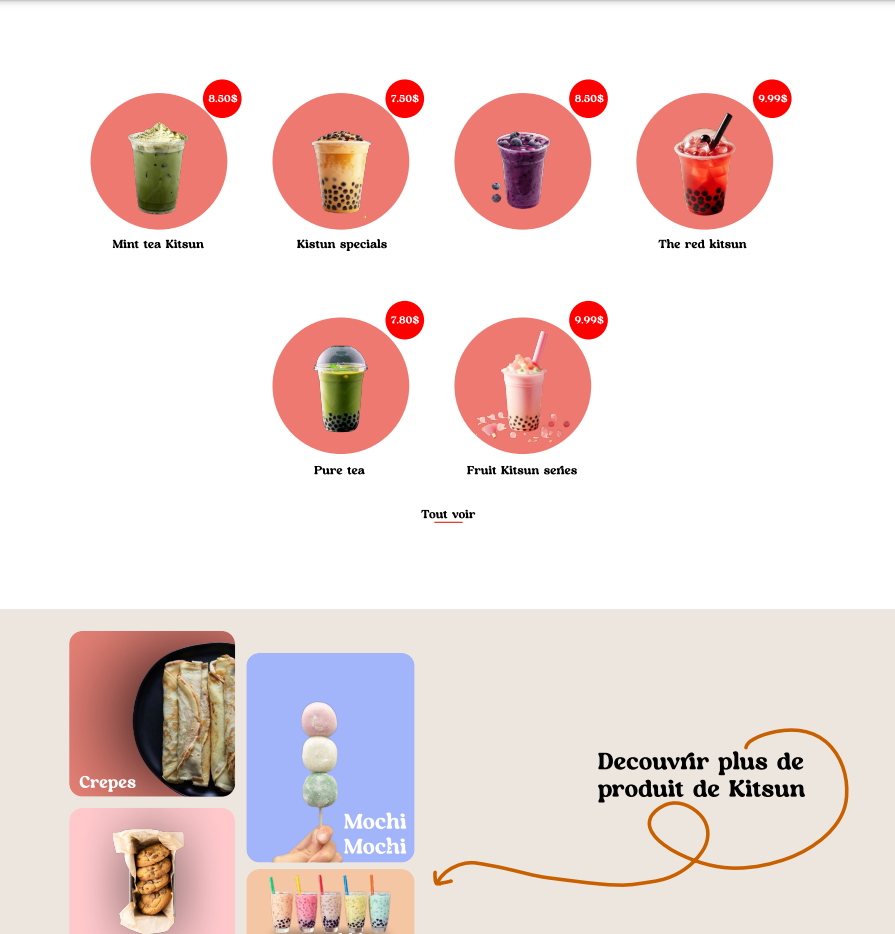 8.50$
7.50$
8.50$
9.99$
Mint tea Kitsun
Kistun specials
The red kitsun
7.80$
9.99$
Pure tea
Fruit Kitsun series
Tout voir
Crepes
Mochi
Mochi
Decouvrir plus de
produit de Kitsun